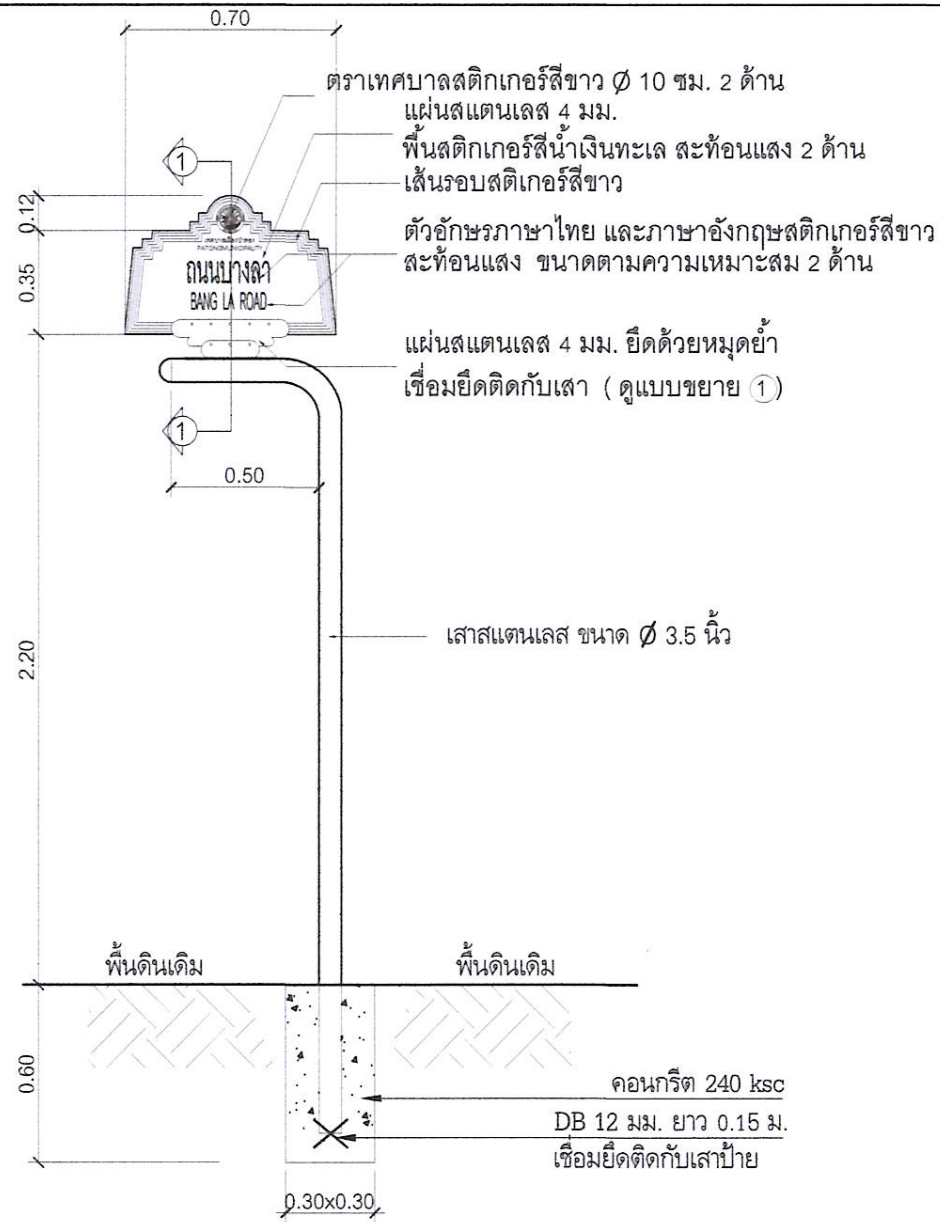 0.70
ตราเทศบาลสติกเกอร์สีขาว Ø 10 ซม. 2 ด้าน
แผ่นสแตนเลส 4 มม.
พื้นสติกเกอร์สีน้ำเงินทะเล สะท้อนแสง 2 ด้าน
เส้นรอบสติเกอร์สีขาว
ตัวอักษรภาษาไทย และภาษาอังกฤษสติกเกอร์สีขาว
สะท้อนแสง ขนาดตามความเหมาะสม 2 ด้าน
1
0.12
0.35
PATONG MUNICIPALITY
ถนนบางลา
BANG LA ROAD
แผ่นสแตนเลส 4 มม. ยึดด้วยหมุดย้ำ
เชื่อมยึดติดกับเสา ( ดูแบบขยาย 1)
1
0.50
เสาสแตนเลส ขนาด Ø 3.5 นิ้ว
2.20
พื้นดินเดิม
พื้นดินเดิม
0.60
คอนกรีต 240 ksc
DB 12 มม. ยาว 0.15 ม.
เชื่อมยึดติดกับเสาป้าย
0.30x0.30